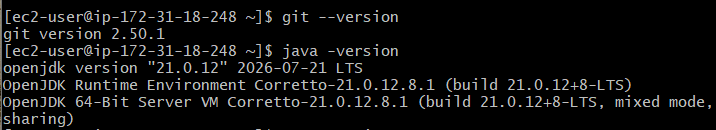 [ec2-user@ip-172-31-18-248 ~]$ git --version
git version 2.50.1
[ec2-user@ip-172-31-18-248 ~]$ java -version
openjdk version "21.0.12" 2026-07-21 LTS
OpenJDK Runtime Environment Corretto-21.0.12.8.1 (build 21.0.12+8-LTS)
OpenJDK 64-Bit Server VM Corretto-21.0.12.8.1 (build 21.0.12+8-LTS, mixed mode,
sharing)